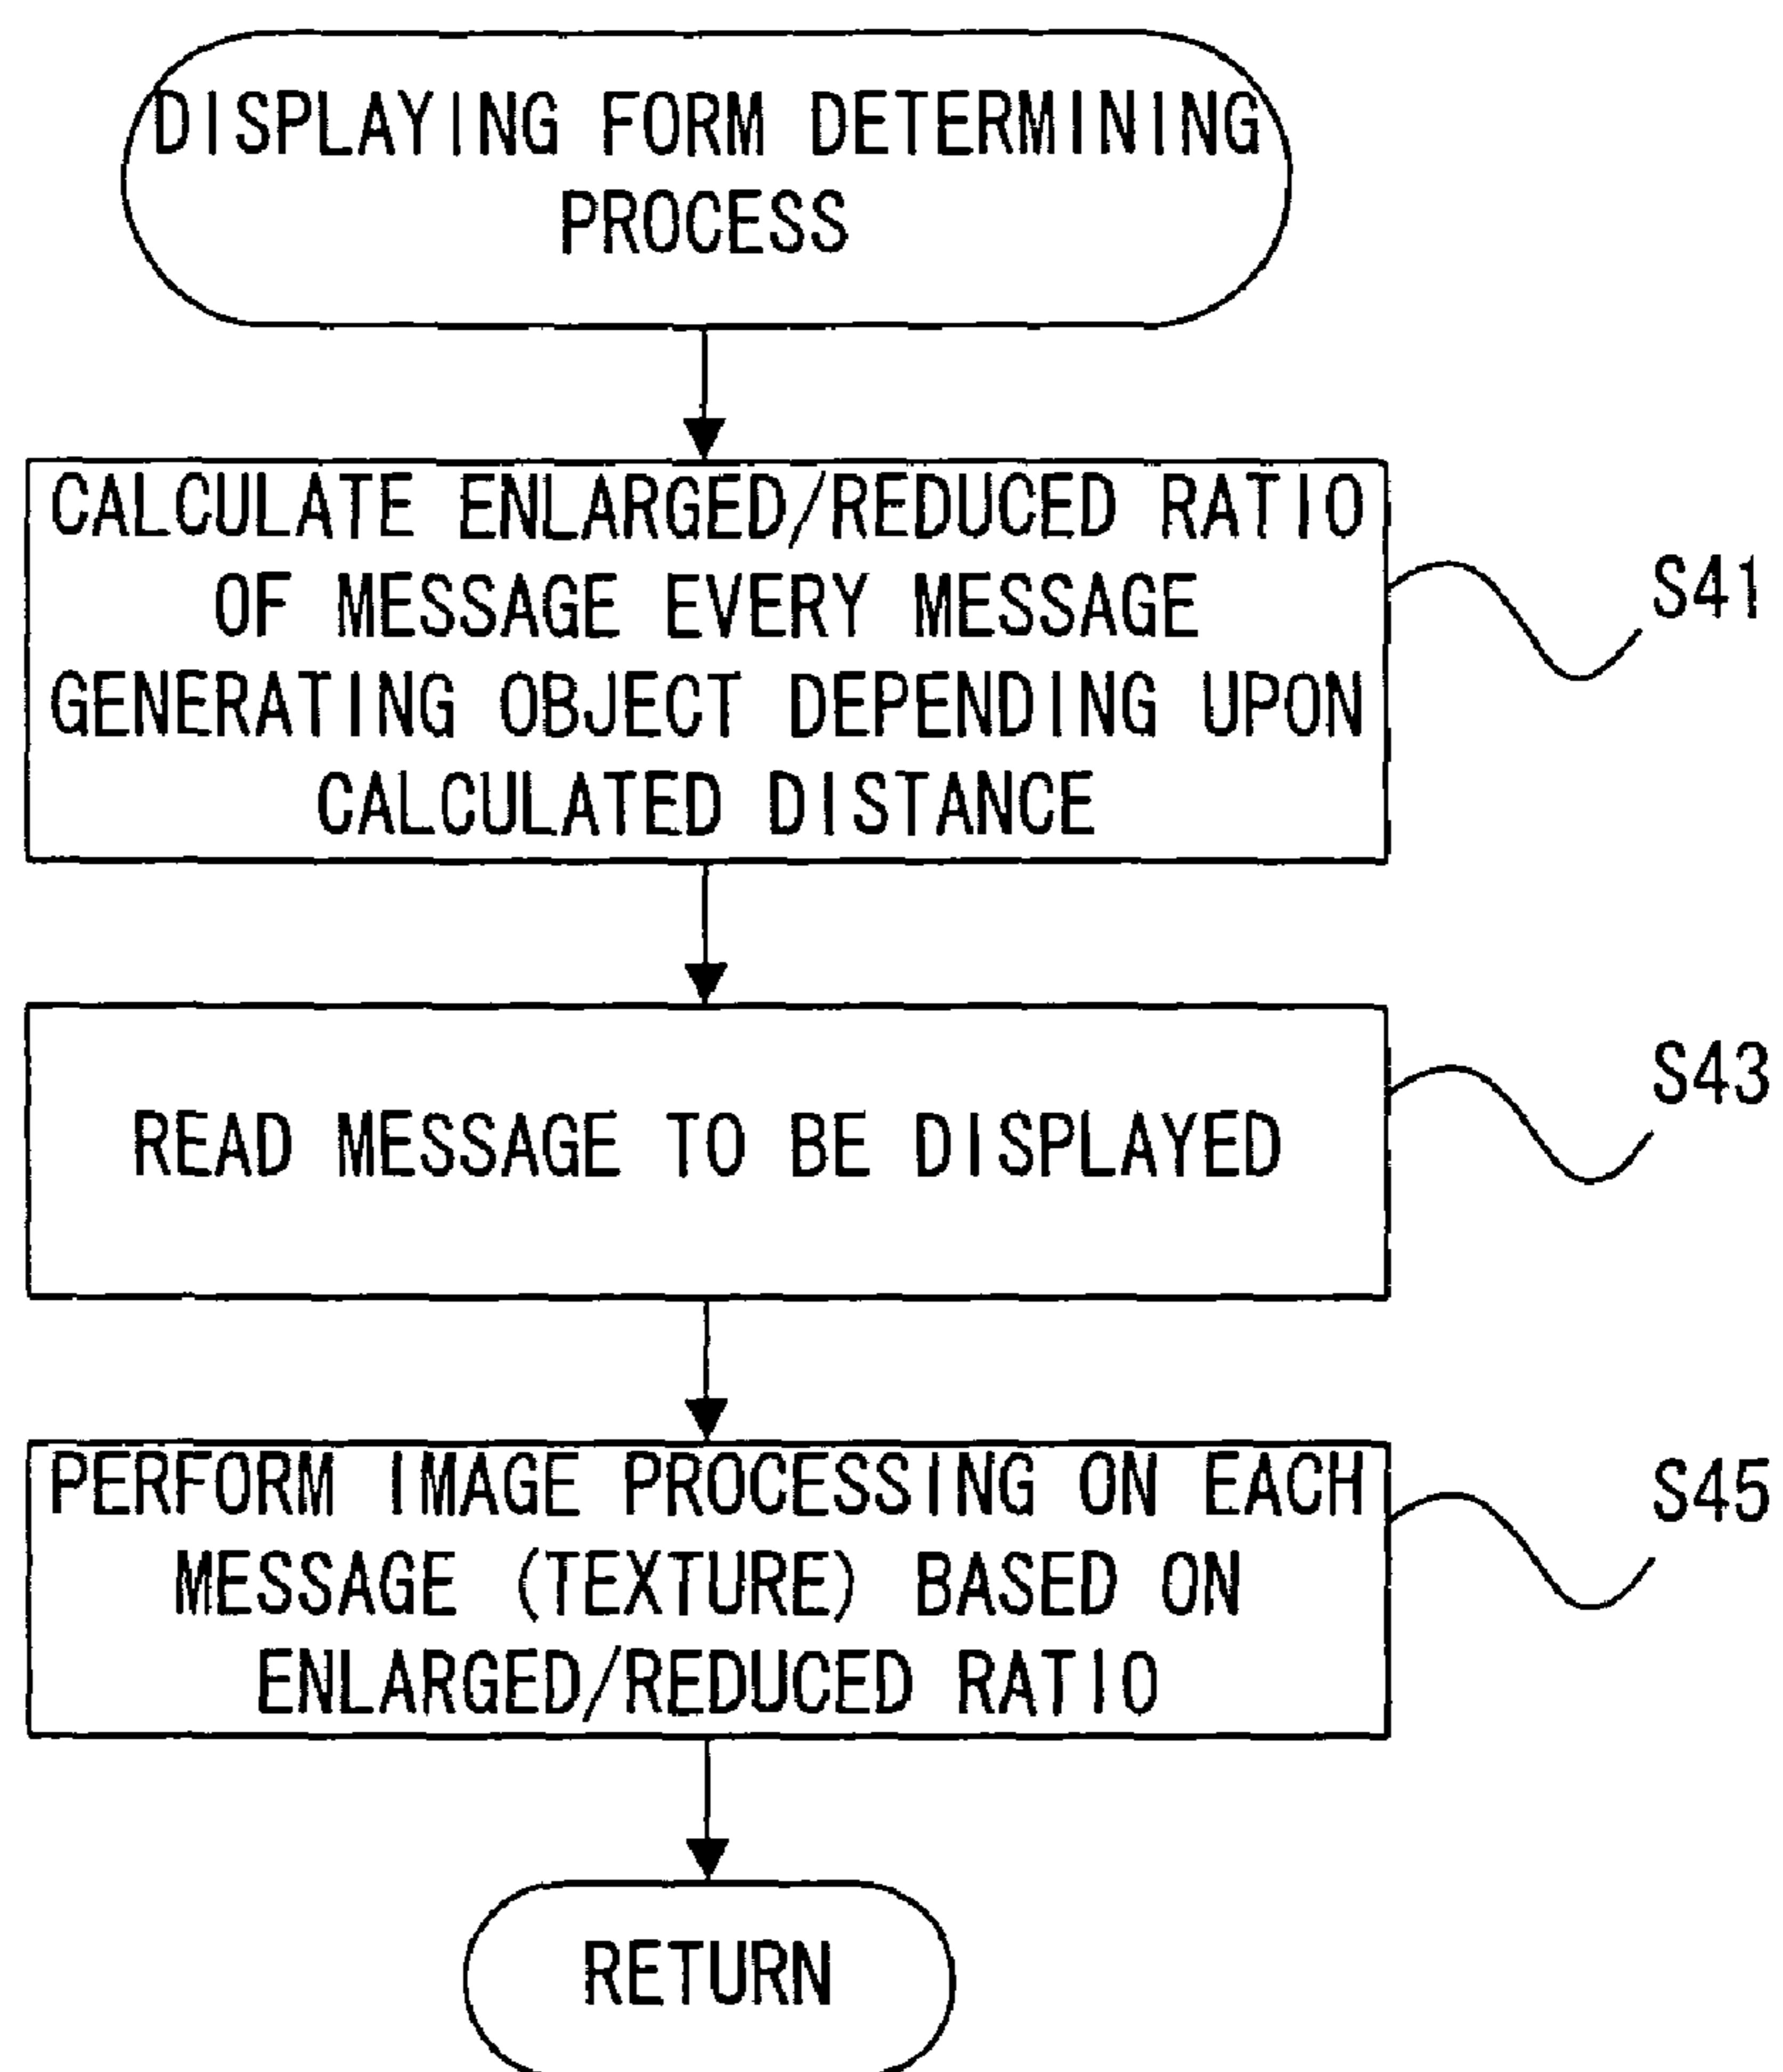 DISPLAYING FORM DETERMINING
PROCESS
CALCULATE ENLARGED/REDUCED RATIO
OF MESSAGE EVERY MESSAGE
GENERATING OBJECT DEPENDING UPON
CALCULATED DISTANCE
S41
READ MESSAGE TO BE DISPLAYED
S43
PERFORM IMAGE PROCESSING ON EACH
MESSAGE (TEXTURE) BASED ON
ENLARGED/REDUCED RATIO
S45
RETURN